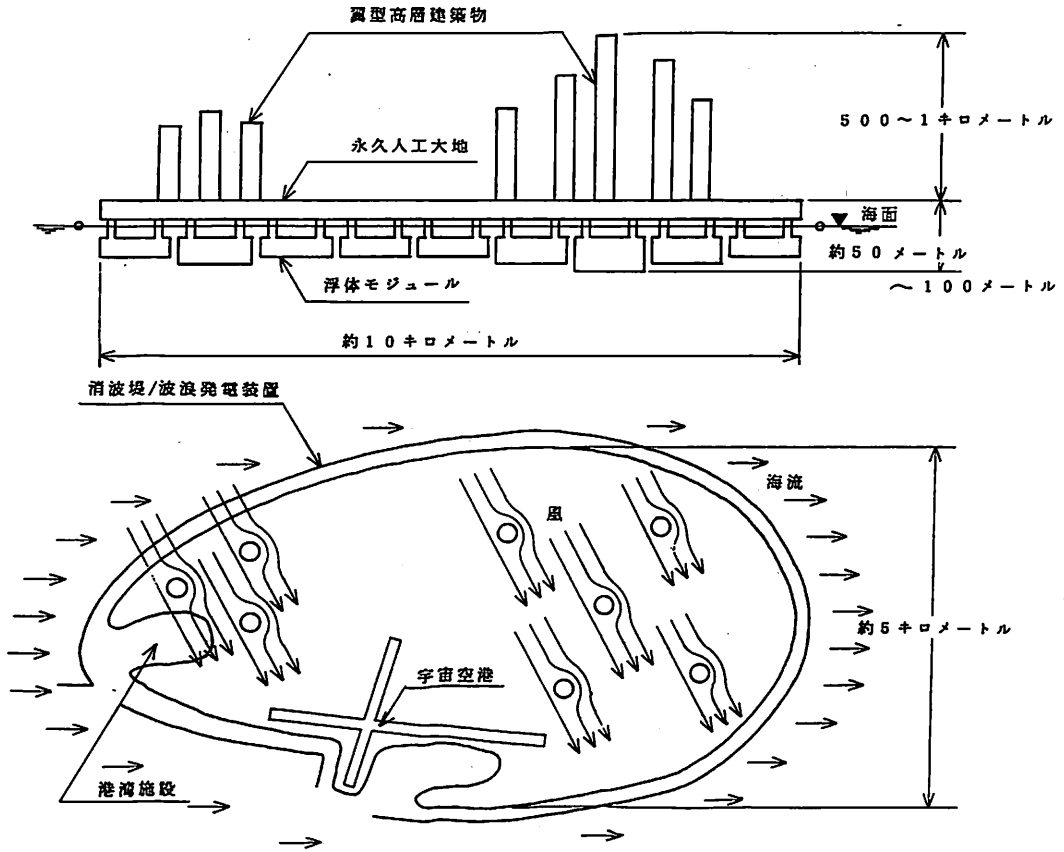 翼型高層建築物
500～1キロメートル
永久人工大地
海面
約50メートル
～100メートル
浮体モジュール
約10キロメートル
消波堤/波浪発電装置
海流
風
約5キロメートル
宇宙空港
港湾施設